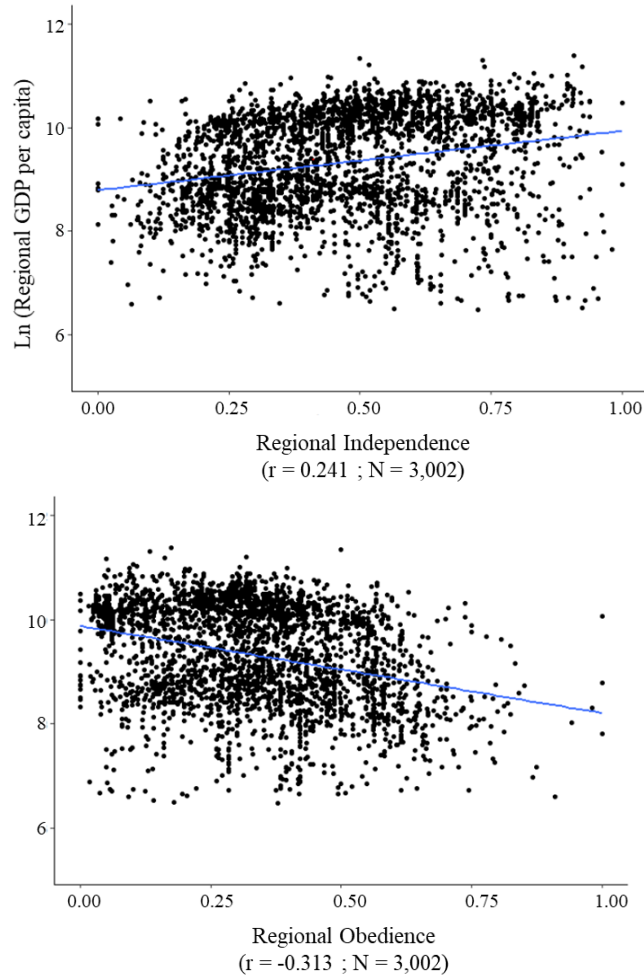 12
10
8
6
Ln (Regional GDP per capita)
0.00 0.25 0.50 0.75 1.00
Regional Independence
(r = 0.241 ; N = 3,002)
12
10
8
6
0.00 0.25 0.50 0.75 1.00
Regional Obedience
(r = -0.313 ; N = 3,002)